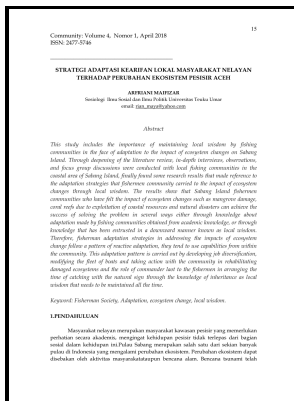 15
Community: Volume 4, Nomor 1, April 2018
ISSN: 2477-5746
STRATEGI ADAPTASI KEARIFAN LOKAL MASYARAKAT NELAYAN
TERHADAP PERUBAHAN EKOSISTEM PESISIR ACEH
ARFRIANI MAIFIZAR
Sosiologi Ilmu Sosial dan Ilmu Politik Universitas Teuku Umar
email:
Abstract
This study includes the importance of maintaining local wisdom by fishing
communities in the face of adaptation to the impact of ecosystem changes on Sabang
Island. Through deepening of the literature review, in-depth interviews, observations,
and focus group discussions were conducted with local fishing communities in the
coastal area of Sabang Island, finally found some research results that made reference to
the adaptation strategies that fishermen community carried to the impact of ecosystem
changes through local wisdom. The results show that Sabang Island fishermen
communities who have felt the impact of ecosystem changes such as mangrove damage,
coral reefs due to exploitation of coastal resources and natural disasters can achieve the
success of solving the problem in several ways either through knowledge about
adaptation made by fishing communities obtained from academic knowledge, or through
knowledge that has been entrusted in a downward manner known as local wisdom.
Therefore, fisherman adaptation strategies in addressing the impacts of ecosystem
change follow a pattern of reactive adaptation, they tend to use capabilities from within
the community. This adaptation pattern is carried out by developing job diversification,
modifying the fleet of boats and taking action with the community in rehabilitating
damaged ecosystems and the role of commander laot to the fishermen in arranging the
time of catching with the natural sign through the knowledge of inheritance as local
wisdom that needs to be maintained all the time.
Keyword: Fisherman Society, Adaptation, ecosystem change, local wisdom.
1.PENDAHULUAN
Masyarakat nelayan merupakan masyarakat kawasan pesisir yang memerlukan
perhatian secara akademis, mengingat kehidupan pesisir tidak terlepas dari bagian
sosial dalam kehidupan ini.Pulau Sabang merupakan salah satu dari sekian banyak
pulau di Indonesia yang mengalami perubahan ekosistem. Perubahan ekosistem dapat
disebabkan oleh aktivitas masyarakatataupun bencana alam. Bencana tsunami telah